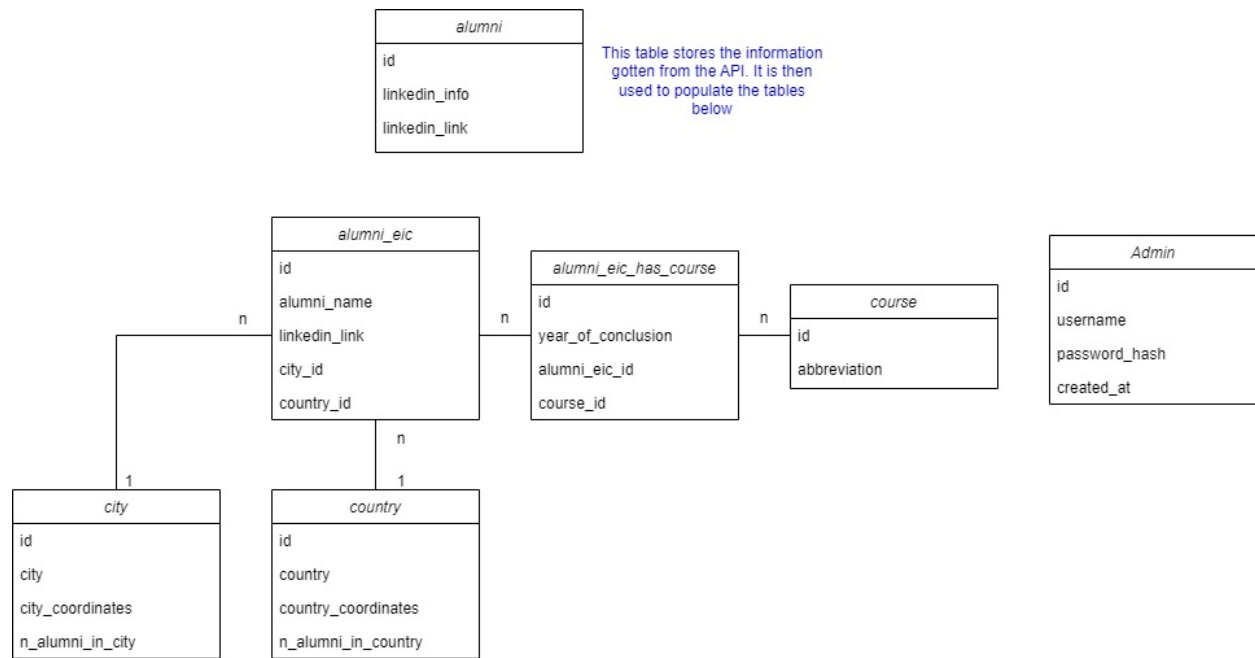 alumni
id
linkedin_info
linkedin_link
This table stores the information
gotten from the API. It is then
used to populate the tables
below
alumni_eic
id
alumni_name
linkedin_link
city_id
country_id
n
n
alumni_eic_has_course
id
year_of_conclusion
alumni_eic_id
course_id
n
n
course
id
abbreviation
Admin
id
username
password_hash
created_at
1
1
city
id
city
city_coordinates
n_alumni_in_city
country
id
country
country_coordinates
n_alumni_in_country